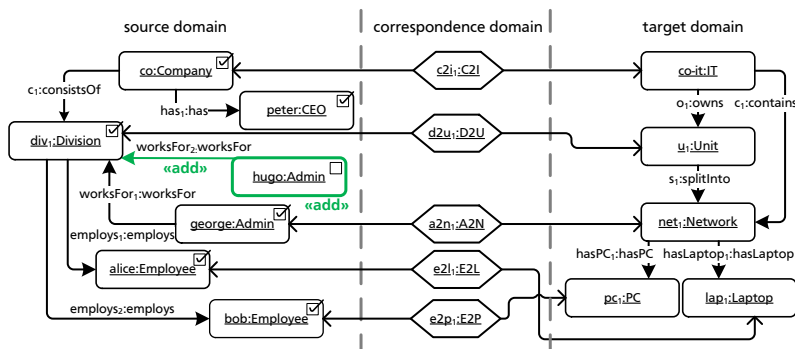 source domain
correspondence domain
target domain
co:Company
c2i₁:C2I
co-it:IT
c₁:consistsOf
has₁:has
peter:CEO
o₁:owns
c₁:contains
div₁:Division
worksFor₂:worksFor
«add»
d2u₁:D2U
u₁:Unit
hugo:Admin
«add»
s₁:splitInto
worksFor₁:worksFor
george:Admin
a2n₁:A2N
net₁:Network
employs₁:employs
hasPC₁:hasPC
hasLaptop₁:hasLaptop
alice:Employee
e2l₁:E2L
pc₁:PC
lap₁:Laptop
employs₂:employs
bob:Employee
e2p₁:E2P